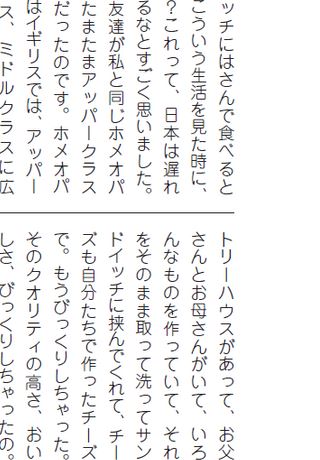 ッチにはさんで食べると
こういう生活を見た時に、
？これって、日本は遅れ
るなとすごく思いました。
友達が私と同じホメオパ
たまたまアッパークラス
だったのです。ホメオパ
はイギリスでは、アッパー
ス、ミドルクラスに広
トリーハウスがあって、お父
さんとお母さんがいて、いろ
んなものを作っていて、それ
をそのまま取って洗ってサン
ドイッチに挟んでくれて、チー
ズも自分たちで作ったチーズ
で。もうびっくりしちゃった。
そのクオリティの高さ、おい
しさ、びっくりしちゃったの。